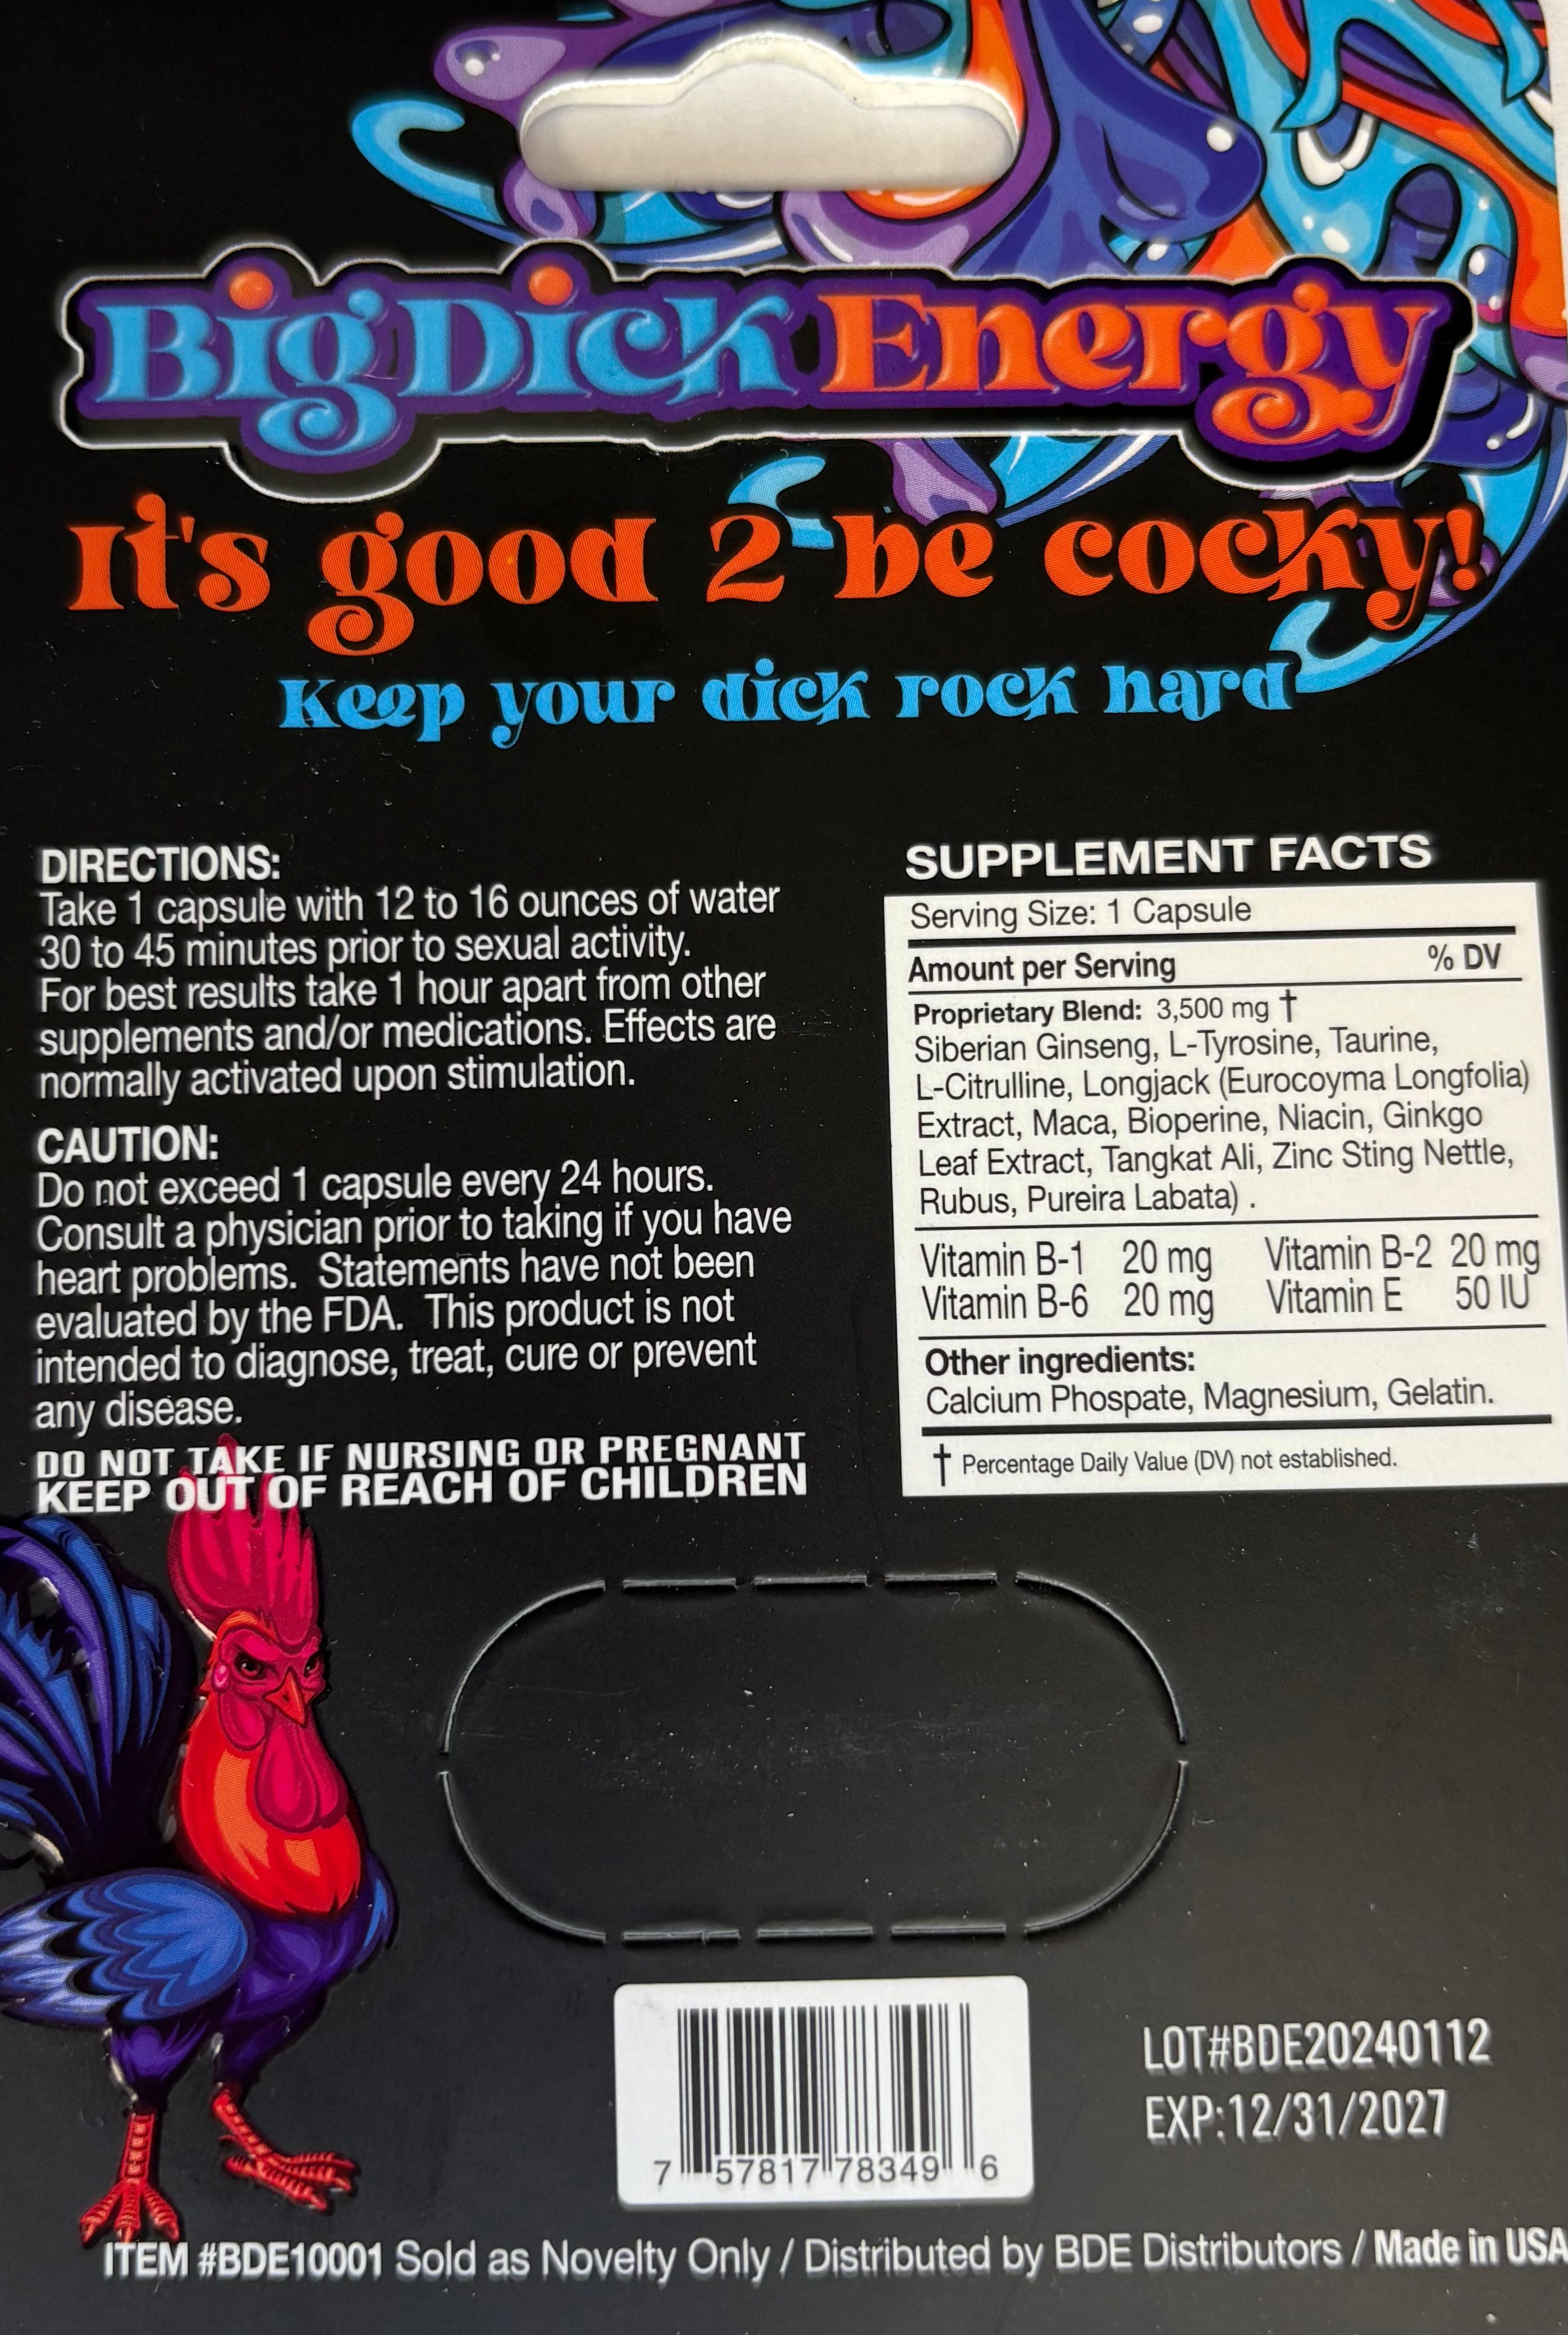 Big Dick Energy
It's good 2 be cocky!
Keep your dick rock hard
DIRECTIONS:
Take 1 capsule with 12 to 16 ounces of water
30 to 45 minutes prior to sexual activity.
For best results take 1 hour apart from other
supplements and/or medications. Effects are
normally activated upon stimulation.
CAUTION:
Do not exceed 1 capsule every 24 hours.
Consult a physician prior to taking if you have
heart problems. Statements have not been
evaluated by the FDA. This product is not
intended to diagnose, treat, cure or prevent
any disease.
DO NOT TAKE IF NURSING OR PREGNANT
KEEP OUT OF REACH OF CHILDREN
SUPPLEMENT FACTS
Serving Size: 1 Capsule
Amount per Serving % DV
Proprietary Blend: 3,500 mg †
Siberian Ginseng, L-Tyrosine, Taurine,
L-Citrulline, Longjack (Eurocoyma Longfolia)
Extract, Maca, Bioperine, Niacin, Ginkgo
Leaf Extract, Tangkat Ali, Zinc Sting Nettle,
Rubus, Pureira Labata) .
Vitamin B-1 20 mg Vitamin B-2 20 mg
Vitamin B-6 20 mg Vitamin E 50 IU
Other ingredients:
Calcium Phospate, Magnesium, Gelatin.
† Percentage Daily Value (DV) not established.
7 57817 78349 6
LOT#BDE20240112
EXP:12/31/2027
ITEM #BDE10001 Sold as Novelty Only / Distributed by BDE Distributors / Made in USA